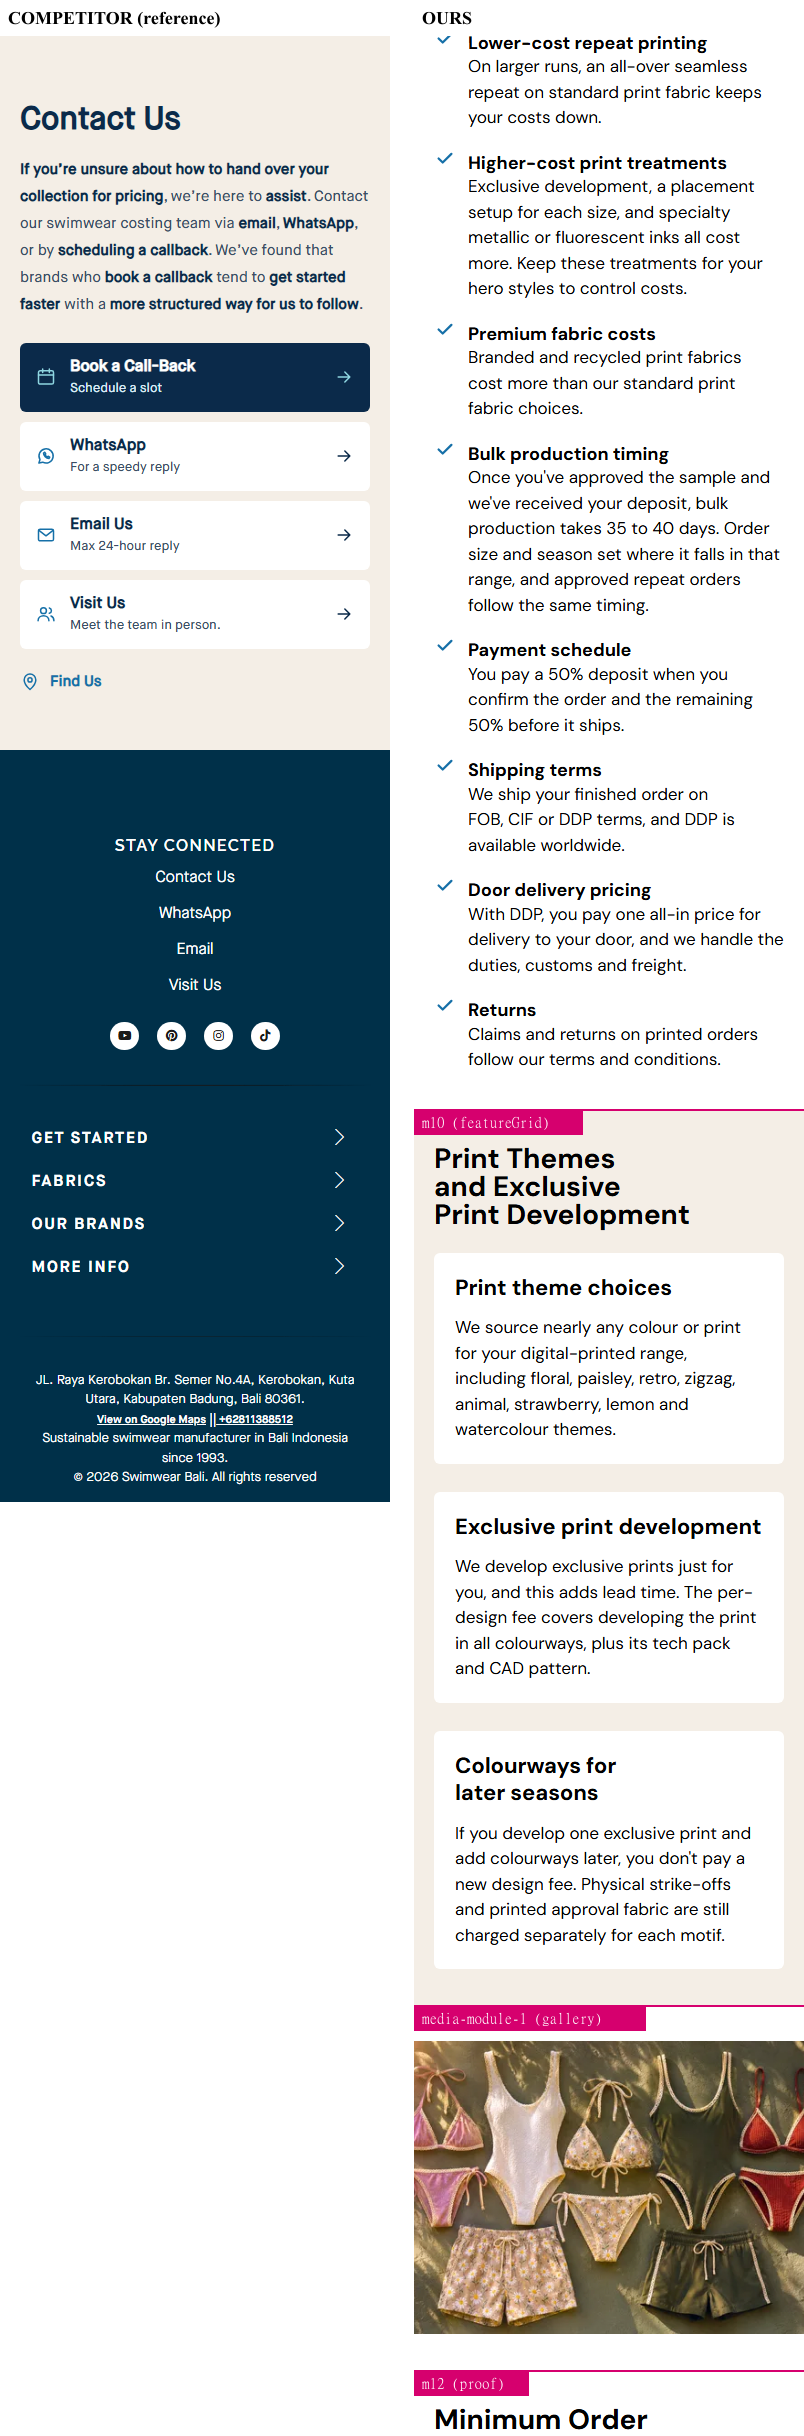 COMPETITOR (reference)
Contact Us
If you're unsure about how to hand over your
collection for pricing, we're here to assist. Contact
our swimwear costing team via email, WhatsApp,
or by scheduling a callback. We've found that
brands who book a callback tend to get started
faster with a more structured way for us to follow.
Book a Call-Back
Schedule a slot
WhatsApp
For a speedy reply
Email Us
Max 24-hour reply
Visit Us
Meet the team in person.
Find Us
STAY CONNECTED
Contact Us
WhatsApp
Email
Visit Us
GET STARTED
FABRICS
OUR BRANDS
MORE INFO
JL. Raya Kerobokan Br. Semer No.4A, Kerobokan, Kuta
Utara, Kabupaten Badung, Bali 80361.
View on Google Maps || +62811388512
Sustainable swimwear manufacturer in Bali Indonesia
since 1993.
© 2026 Swimwear Bali. All rights reserved
OURS
Lower-cost repeat printing
On larger runs, an all-over seamless
repeat on standard print fabric keeps
your costs down.
Higher-cost print treatments
Exclusive development, a placement
setup for each size, and specialty
metallic or fluorescent inks all cost
more. Keep these treatments for your
hero styles to control costs.
Premium fabric costs
Branded and recycled print fabrics
cost more than our standard print
fabric choices.
Bulk production timing
Once you've approved the sample and
we've received your deposit, bulk
production takes 35 to 40 days. Order
size and season set where it falls in that
range, and approved repeat orders
follow the same timing.
Payment schedule
You pay a 50% deposit when you
confirm the order and the remaining
50% before it ships.
Shipping terms
We ship your finished order on
FOB, CIF or DDP terms, and DDP is
available worldwide.
Door delivery pricing
With DDP, you pay one all-in price for
delivery to your door, and we handle the
duties, customs and freight.
Returns
Claims and returns on printed orders
follow our terms and conditions.
m10 (featureGrid)
Print Themes
and Exclusive
Print Development
Print theme choices
We source nearly any colour or print
for your digital-printed range,
including floral, paisley, retro, zigzag,
animal, strawberry, lemon and
watercolour themes.
Exclusive print development
We develop exclusive prints just for
you, and this adds lead time. The per-
design fee covers developing the print
in all colourways, plus its tech pack
and CAD pattern.
Colourways for
later seasons
If you develop one exclusive print and
add colourways later, you don't pay a
new design fee. Physical strike-offs
and printed approval fabric are still
charged separately for each motif.
media-module-1 (gallery)
m12 (proof)
Minimum Order